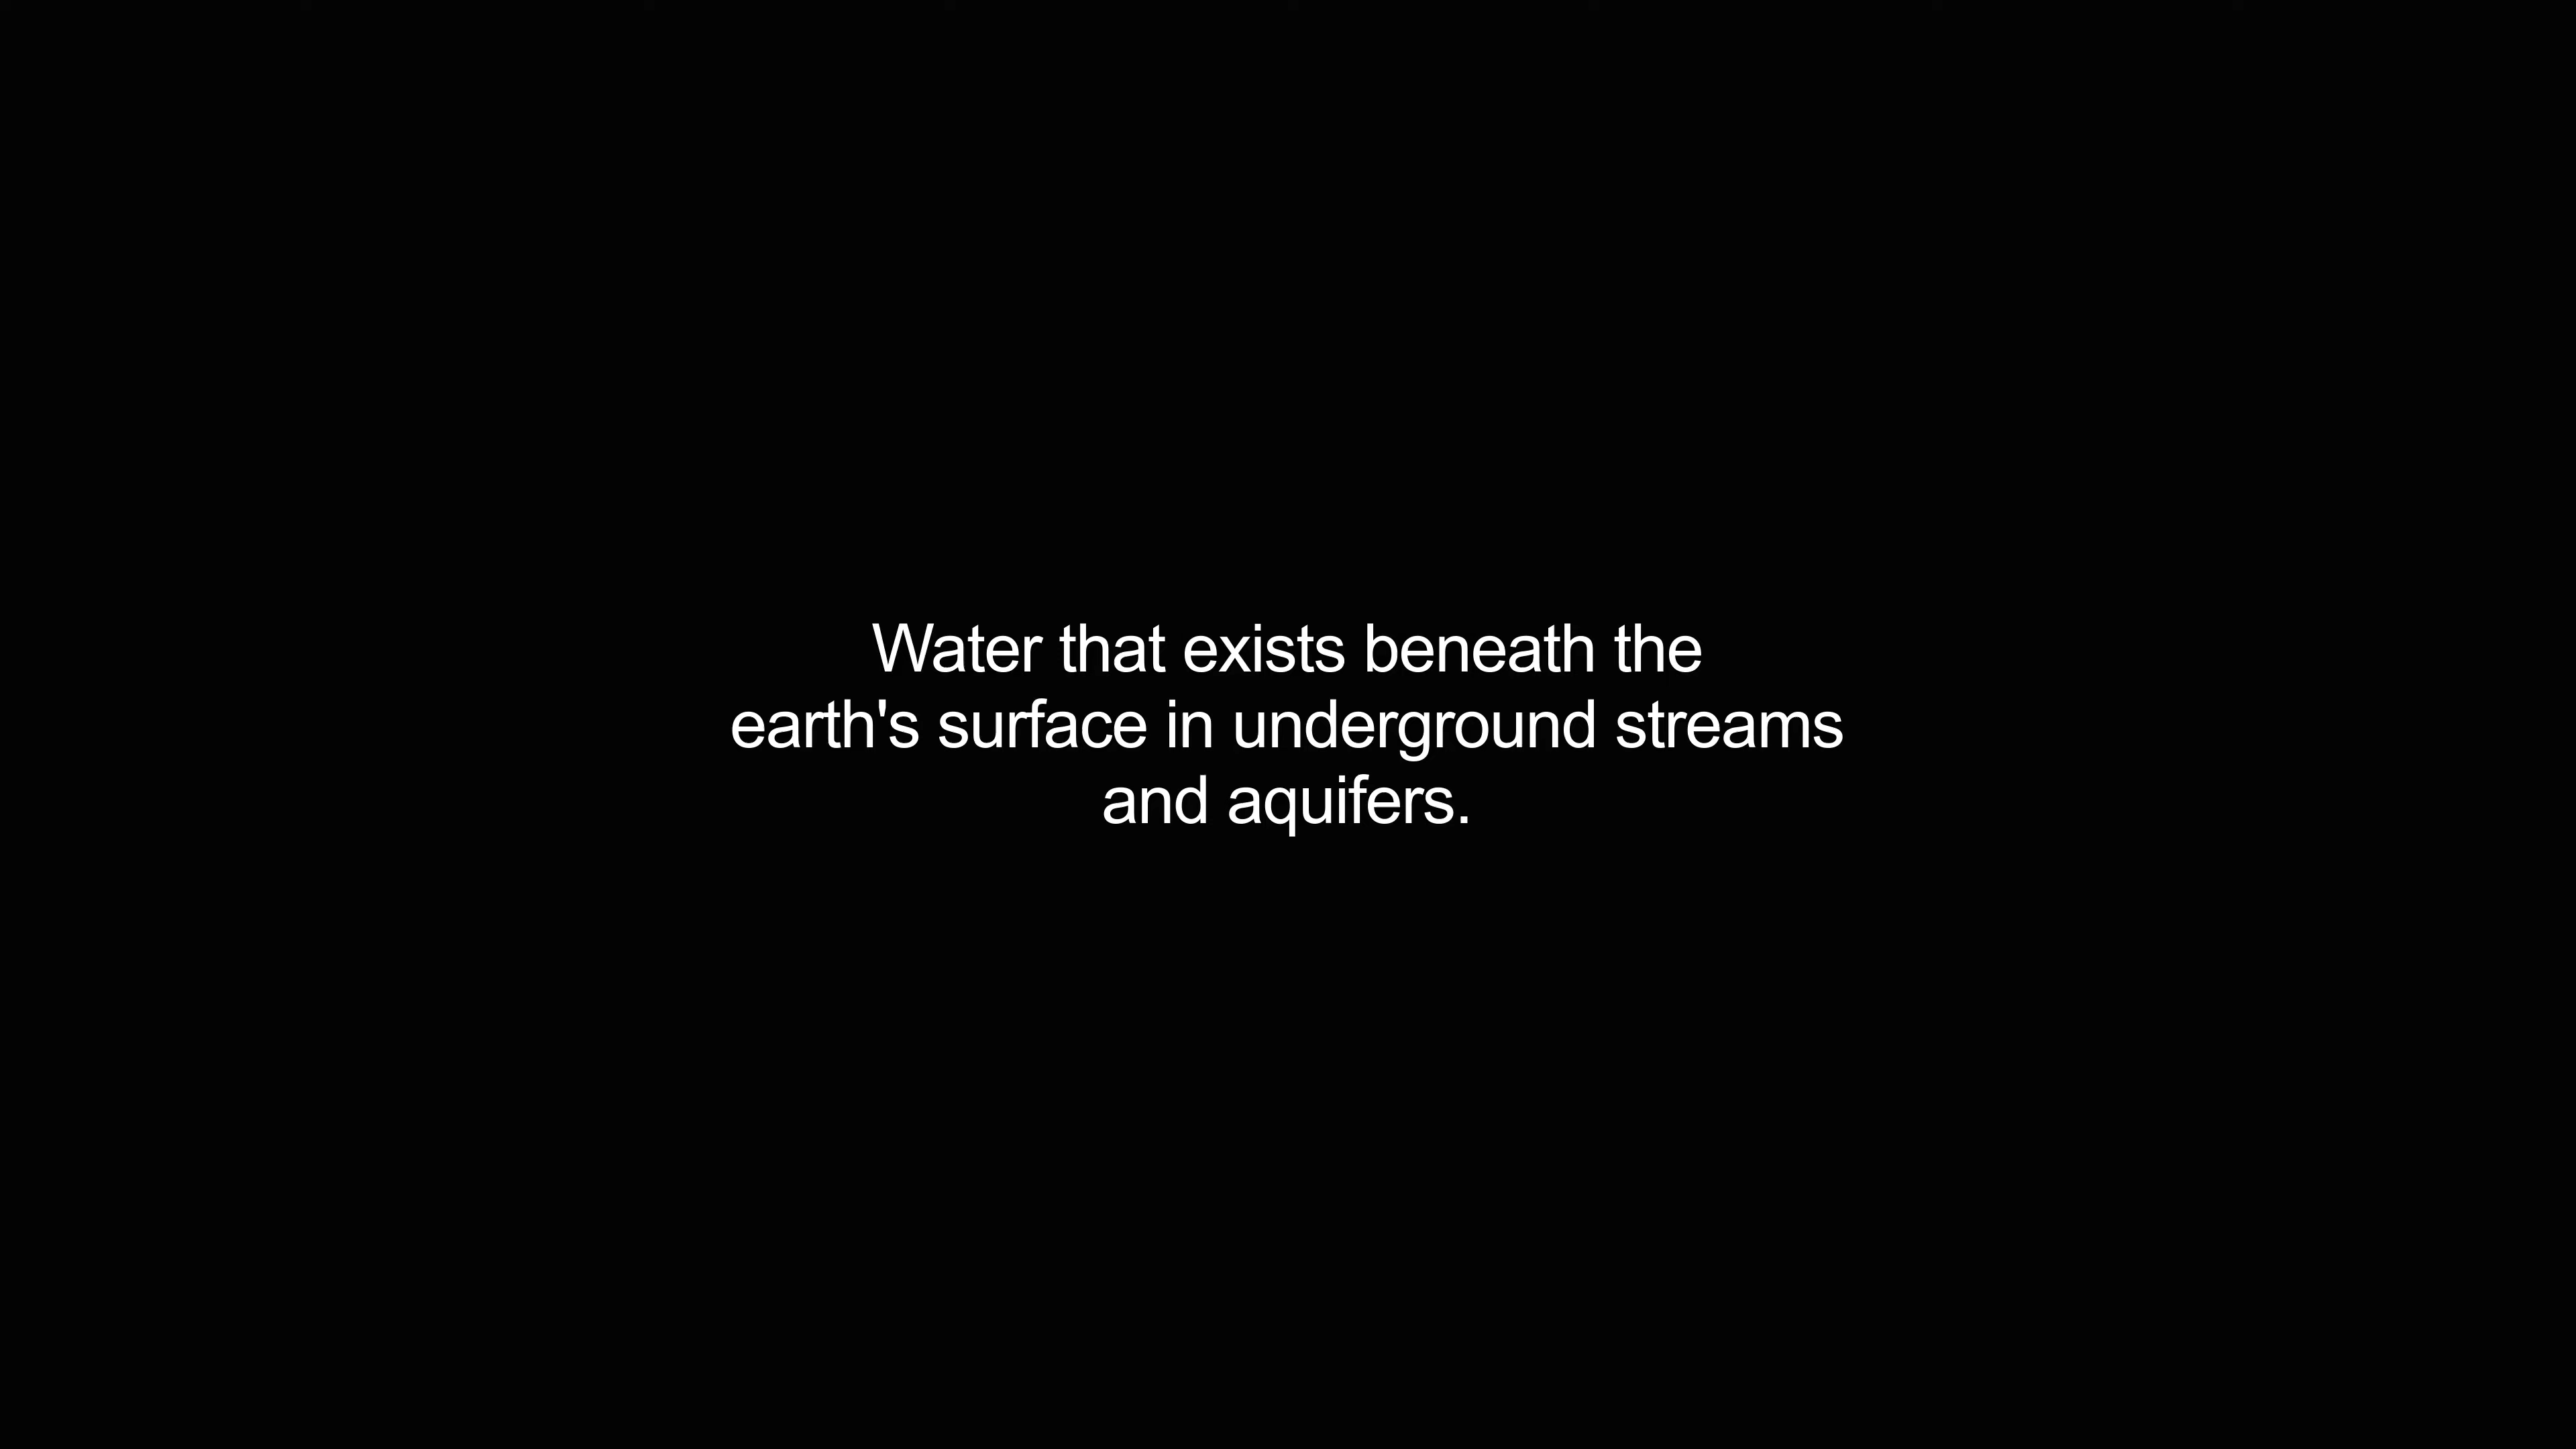 Water that exists beneath the
earth's surface in underground streams
and aquifers.